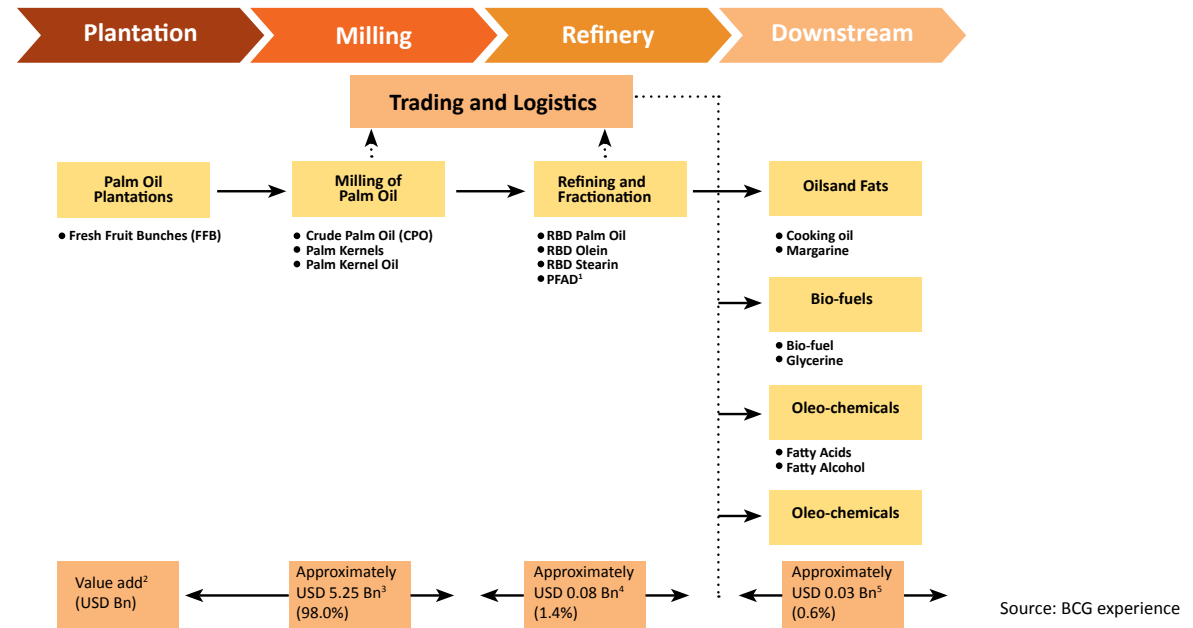 Plantation
Milling
Refinery
Downstream
Trading and Logistics
Palm Oil
Plantations
• Fresh Fruit Bunches (FFB)
Milling of
Palm Oil
• Crude Palm Oil (CPO)
• Palm Kernels
• Palm Kernel Oil
Refining and
Fractionation
• RBD Palm Oil
• RBD Olein
• RBD Stearin
• PFAD¹
Oilsand Fats
• Cooking oil
• Margarine
Bio-fuels
• Bio-fuel
• Glycerine
Oleo-chemicals
• Fatty Acids
• Fatty Alcohol
Oleo-chemicals
Value add²
(USD Bn)
Approximately
USD 5.25 Bn³
(98.0%)
Approximately
USD 0.08 Bn⁴
(1.4%)
Approximately
USD 0.03 Bn⁵
(0.6%)
Source: BCG experience